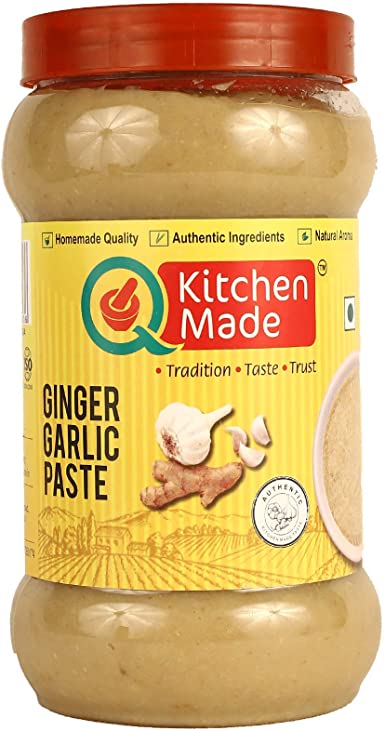 Homemade Quality
Authentic Ingredients
Natural Aroma
Kitchen
Made
TM
• Tradition • Taste • Trust
GINGER
GARLIC
PASTE
AUTHENTIC